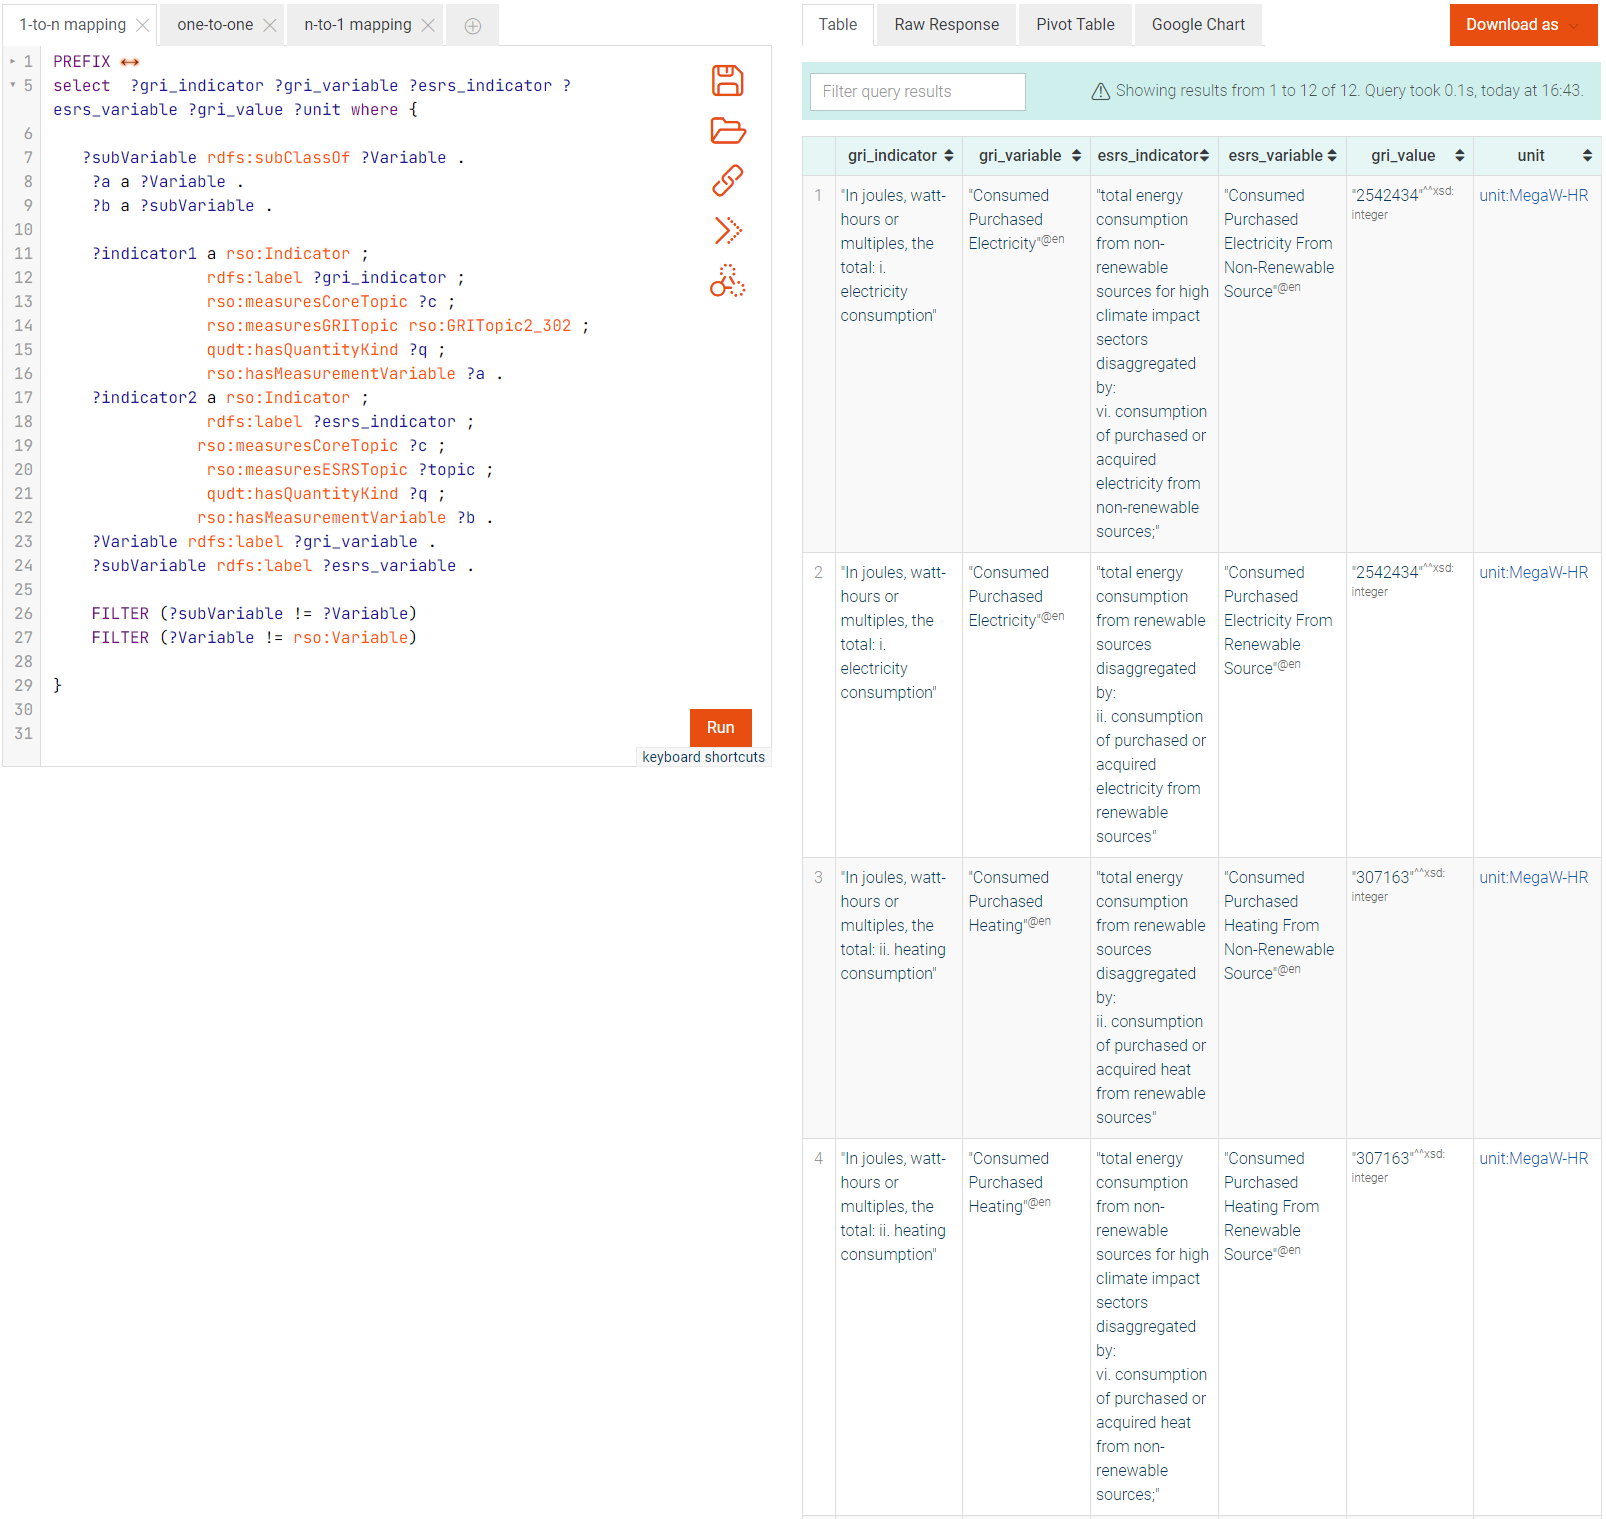 1-to-n mapping
one-to-one
n-to-1 mapping
1 PREFIX
5 select  ?gri_indicator ?gri_variable ?esrs_indicator ?
esrs_variable ?gri_value ?unit where {
6
7 ?subVariable rdfs:subClassOf ?Variable .
8 ?a a ?Variable .
9 ?b a ?subVariable .
10
11 ?indicator1 a rso:Indicator ;
12 rdfs:label ?gri_indicator ;
13 rso:measuresCoreTopic ?c ;
14 rso:measuresGRITopic rso:GRITopic2_302 ;
15 qudt:hasQuantityKind ?q ;
16 rso:hasMeasurementVariable ?a .
17 ?indicator2 a rso:Indicator ;
18 rdfs:label ?esrs_indicator ;
19 rso:measuresCoreTopic ?c ;
20 rso:measuresESRSTopic ?topic ;
21 qudt:hasQuantityKind ?q ;
22 rso:hasMeasurementVariable ?b .
23 ?Variable rdfs:label ?gri_variable .
24 ?subVariable rdfs:label ?esrs_variable .
25
26 FILTER (?subVariable != ?Variable)
27 FILTER (?Variable != rso:Variable)
28
29 }
30
31
Run
keyboard shortcuts
Table
Raw Response
Pivot Table
Google Chart
Download as
Filter query results
Showing results from 1 to 12 of 12. Query took 0.1s, today at 16:43.
gri_indicator
gri_variable
esrs_indicator
esrs_variable
gri_value
unit
1
"In joules, watt-
hours or
multiples, the
total: i.
electricity
consumption"
"Consumed
Purchased
Electricity"@en
"total energy
consumption
from non-
renewable
sources for high
climate impact
sectors
disaggregated
by:
vi. consumption
of purchased or
acquired
electricity from
non-renewable
sources;"
"Consumed
Purchased
Electricity From
Non-Renewable
Source"@en
"2542434"^^xsd:
integer
unit:MegaW-HR
2
"In joules, watt-
hours or
multiples, the
total: i.
electricity
consumption"
"Consumed
Purchased
Electricity"@en
"total energy
consumption
from renewable
sources
disaggregated
by:
ii. consumption
of purchased or
acquired
electricity from
renewable
sources"
"Consumed
Purchased
Electricity From
Renewable
Source"@en
"2542434"^^xsd:
integer
unit:MegaW-HR
3
"In joules, watt-
hours or
multiples, the
total: ii. heating
consumption"
"Consumed
Purchased
Heating"@en
"total energy
consumption
from renewable
sources
disaggregated
by:
ii. consumption
of purchased or
acquired heat
from renewable
sources"
"Consumed
Purchased
Heating From
Non-Renewable
Source"@en
"307163"^^xsd:
integer
unit:MegaW-HR
4
"In joules, watt-
hours or
multiples, the
total: ii. heating
consumption"
"Consumed
Purchased
Heating"@en
"total energy
consumption
from non-
renewable
sources for high
climate impact
sectors
disaggregated
by:
vi. consumption
of purchased or
acquired heat
from non-
renewable
sources;"
"Consumed
Purchased
Heating From
Renewable
Source"@en
"307163"^^xsd:
integer
unit:MegaW-HR